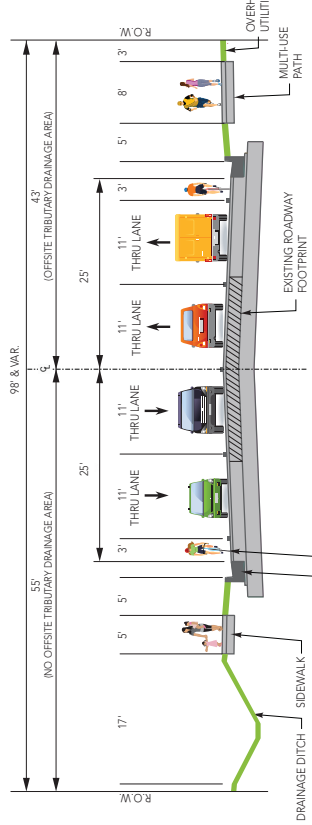 98' & VAR.
55'
(NO OFFSITE TRIBUTARY DRAINAGE AREA)
43'
(OFFSITE TRIBUTARY DRAINAGE AREA)
℄
25'
25'
R.O.W.
17'
5'
5'
3'
11'
THRU LANE
11'
THRU LANE
11'
THRU LANE
11'
THRU LANE
3'
5'
8'
3'
R.O.W.
DRAINAGE DITCH
SIDEWALK
EXISTING ROADWAY
FOOTPRINT
MULTI-USE
PATH